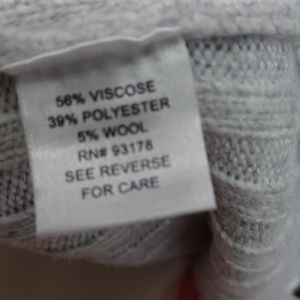 56% VISCOSE
39% POLYESTER
5% WOOL
RN# 93178
SEE REVERSE
FOR CARE